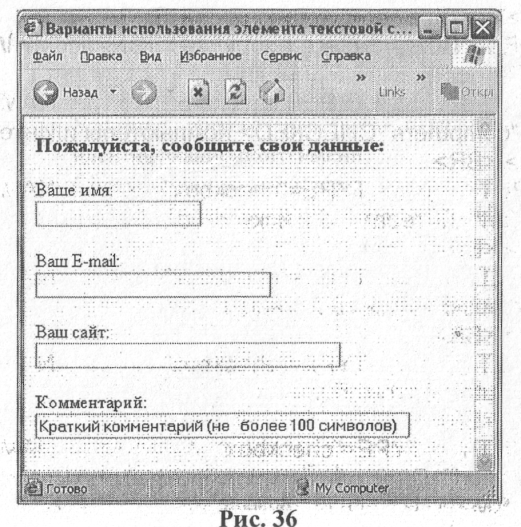 Варианты использования элемента текстовой с...
Файл Правка Вид Избранное Сервис Справка
Назад » Links » Откр
Пожалуйста, сообщите свои данные:
Ваше имя:
Ваш E-mail:
Ваш сайт:
Комментарий:
Краткий комментарий (не более 100 символов)
Готово My Computer
Рис. 36